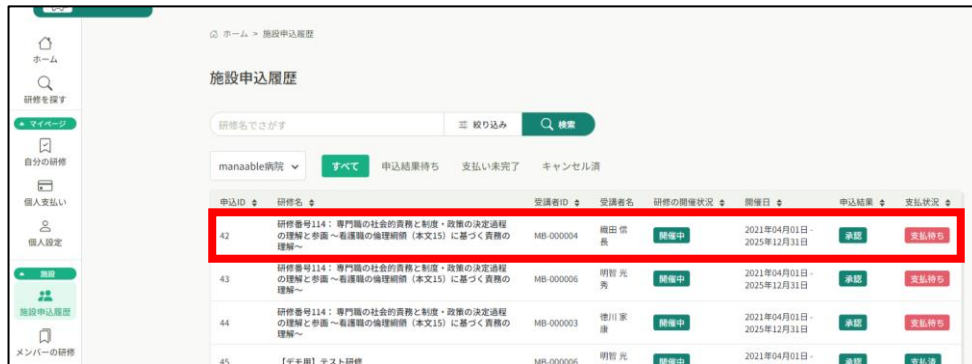 ホーム > 施設申込履歴
ホーム
研修を探す
マイページ
自分の研修
個人支払い
個人設定
施設
施設申込履歴
メンバーの研修
施設申込履歴
研修名でさがす
絞り込み
検索
manaable病院
すべて
申込結果待ち
支払い未完了
キャンセル済
申込ID
研修名
受講者ID
受講者名
研修の開催状況
開催日
申込結果
支払状況
42
研修番号114: 専門職の社会的責務と制度・政策の決定過程
の理解と参画 ~看護職の倫理綱領(本文15)に基づく責務の
理解~
MB-000004
織田 信
長
開催中
2021年04月01日 -
2025年12月31日
承認
支払待ち
43
研修番号114: 専門職の社会的責務と制度・政策の決定過程
の理解と参画 ~看護職の倫理綱領(本文15)に基づく責務の
理解~
MB-000006
明智 光
秀
開催中
2021年04月01日 -
2025年12月31日
承認
支払待ち
44
研修番号114: 専門職の社会的責務と制度・政策の決定過程
の理解と参画 ~看護職の倫理綱領(本文15)に基づく責務の
理解~
MB-000003
徳川 家
康
開催中
2021年04月01日 -
2025年12月31日
承認
支払待ち
45
【デモ用】テスト研修
MB-000006
明智 光
開催中
2021年04月01日 -
承認
支払済